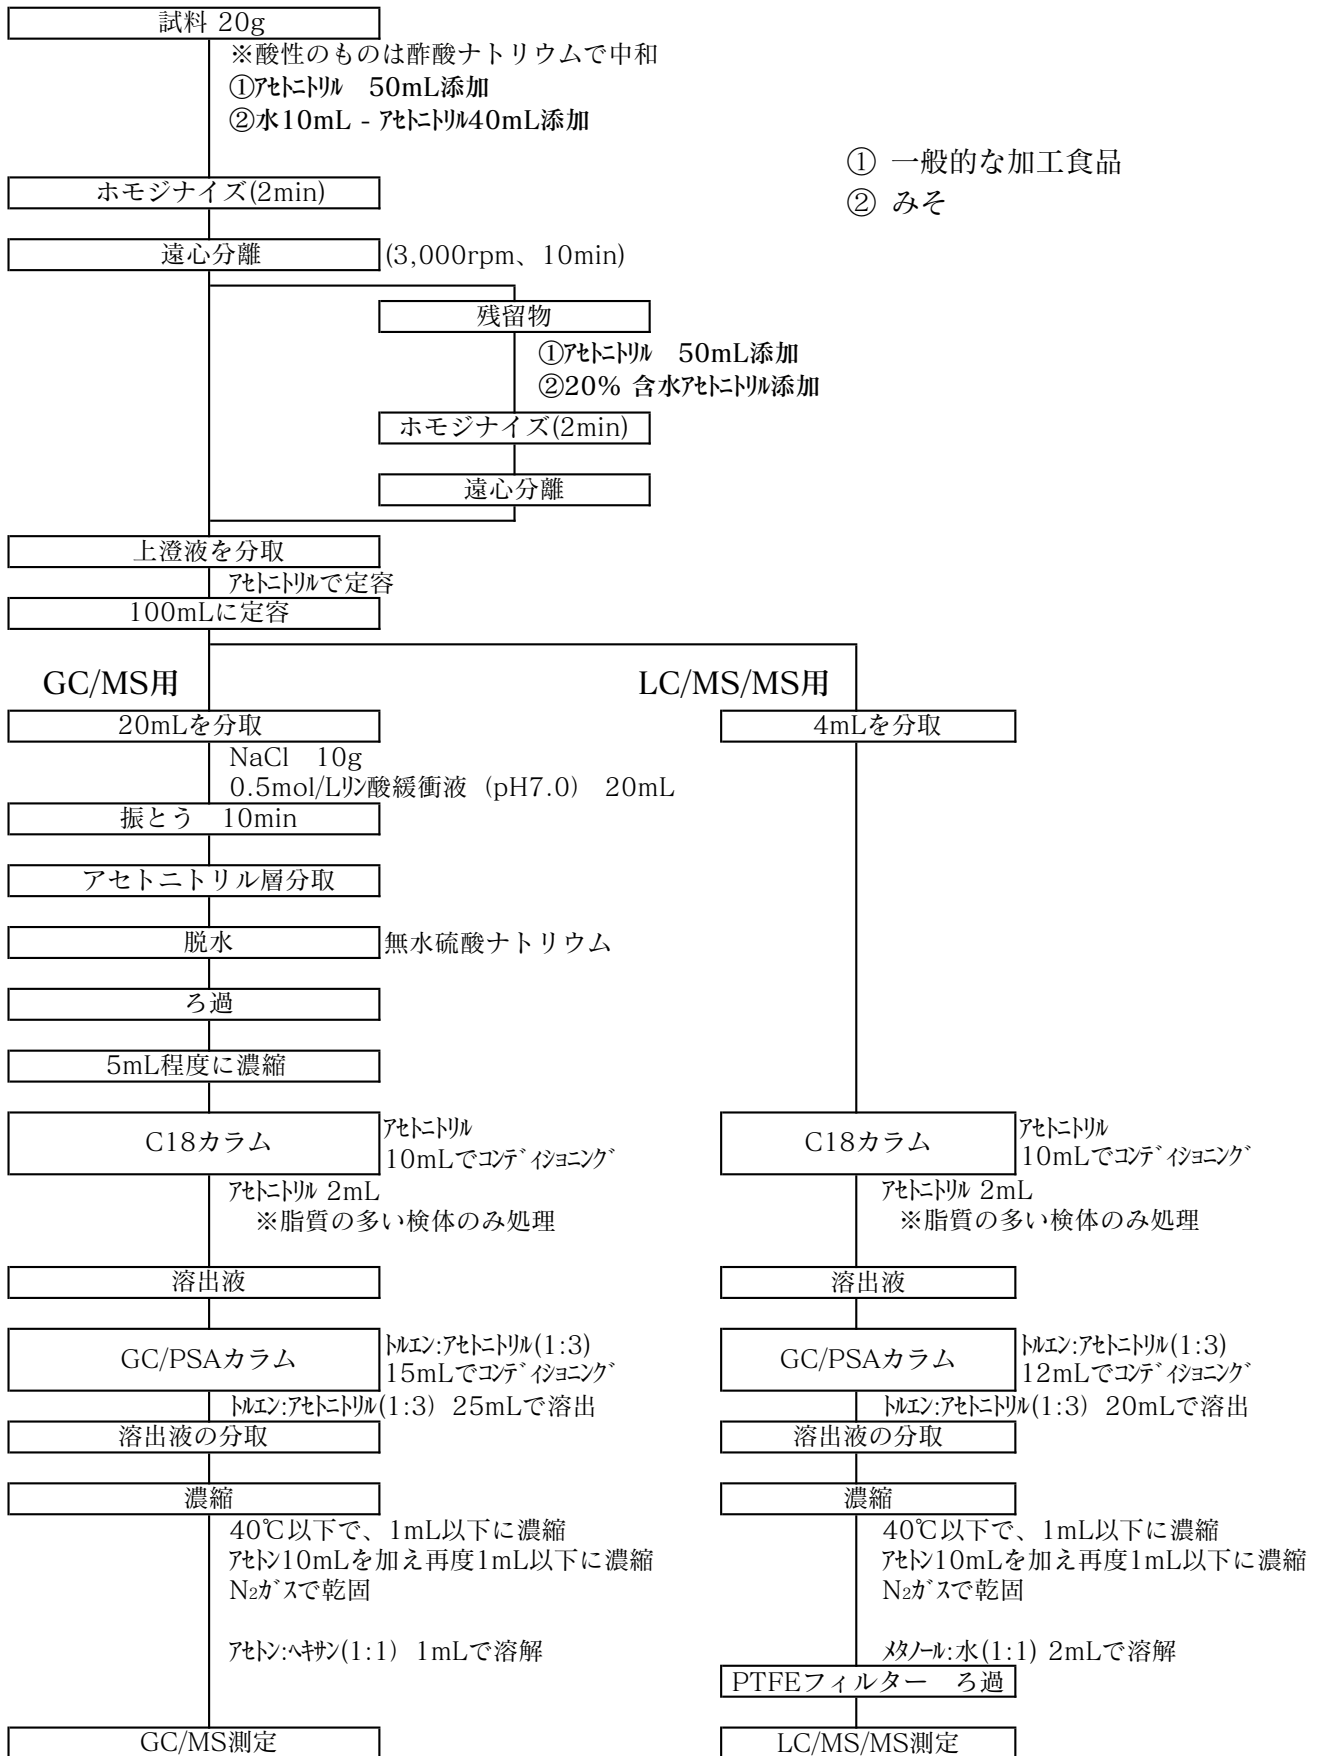 試料 20g
※酸性のものは酢酸ナトリウムで中和
①ｱｾﾄﾆﾄﾘﾙ　50mL添加
②水10mL - ｱｾﾄﾆﾄﾘﾙ40mL添加
① 一般的な加工食品
② みそ
ホモジナイズ(2min)
遠心分離 (3,000rpm、10min)
残留物
①ｱｾﾄﾆﾄﾘﾙ　50mL添加
②20% 含水ｱｾﾄﾆﾄﾘﾙ添加
ホモジナイズ(2min)
遠心分離
上澄液を分取
ｱｾﾄﾆﾄﾘﾙで定容
100mLに定容
GC/MS用
LC/MS/MS用
20mLを分取
4mLを分取
NaCl　10g
0.5mol/Lﾘﾝ酸緩衝液 (pH7.0)　20mL
振とう　10min
アセトニトリル層分取
脱水 無水硫酸ナトリウム
ろ過
5mL程度に濃縮
C18カラム
ｱｾﾄﾆﾄﾘﾙ
10mLでｺﾝﾃﾞｨｼｮﾆﾝｸﾞ
C18カラム
ｱｾﾄﾆﾄﾘﾙ
10mLでｺﾝﾃﾞｨｼｮﾆﾝｸﾞ
ｱｾﾄﾆﾄﾘﾙ 2mL
※脂質の多い検体のみ処理
ｱｾﾄﾆﾄﾘﾙ 2mL
※脂質の多い検体のみ処理
溶出液
溶出液
GC/PSAカラム
ﾄﾙｴﾝ:ｱｾﾄﾆﾄﾘﾙ(1:3)
15mLでｺﾝﾃﾞｨｼｮﾆﾝｸﾞ
GC/PSAカラム
ﾄﾙｴﾝ:ｱｾﾄﾆﾄﾘﾙ(1:3)
12mLでｺﾝﾃﾞｨｼｮﾆﾝｸﾞ
ﾄﾙｴﾝ:ｱｾﾄﾆﾄﾘﾙ(1:3) 25mLで溶出
ﾄﾙｴﾝ:ｱｾﾄﾆﾄﾘﾙ(1:3) 20mLで溶出
溶出液の分取
溶出液の分取
濃縮
濃縮
40℃以下で、1mL以下に濃縮
ｱｾﾄﾝ10mLを加え再度1mL以下に濃縮
N₂ｶﾞｽで乾固
40℃以下で、1mL以下に濃縮
ｱｾﾄﾝ10mLを加え再度1mL以下に濃縮
N₂ｶﾞｽで乾固
ｱｾﾄﾝ:ﾍｷｻﾝ(1:1) 1mLで溶解
ﾒﾀﾉｰﾙ:水(1:1) 2mLで溶解
PTFEフィルター　ろ過
GC/MS測定
LC/MS/MS測定